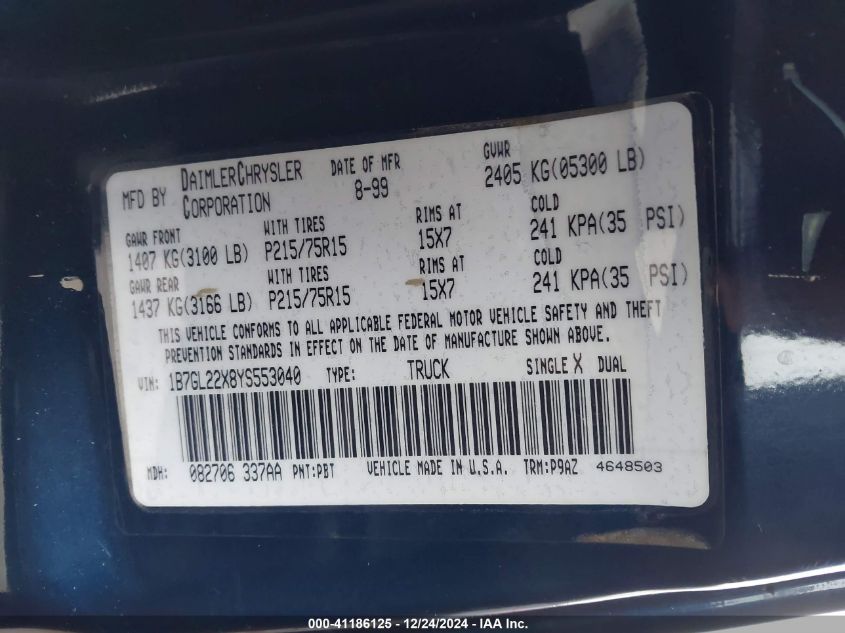 MFD BY DAIMLERCHRYSLER CORPORATION DATE OF MFR 8-99 GVWR 2405 KG(05300 LB)
GAWR FRONT WITH TIRES RIMS AT COLD
1407 KG(3100 LB) P215/75R15 15X7 241 KPA(35 PSI)
GAWR REAR WITH TIRES RIMS AT COLD
1437 KG(3166 LB) P215/75R15 15X7 241 KPA(35 PSI)
THIS VEHICLE CONFORMS TO ALL APPLICABLE FEDERAL MOTOR VEHICLE SAFETY AND THEFT
PREVENTION STANDARDS IN EFFECT ON THE DATE OF MANUFACTURE SHOWN ABOVE.
VIN: 1B7GL22X8YS553040 TYPE: TRUCK SINGLE X DUAL
MDH: 082706 337AA PNT:PBT VEHICLE MADE IN U.S.A. TRM:P9AZ 4648503
000-41186125 - 12/24/2024 - IAA Inc.